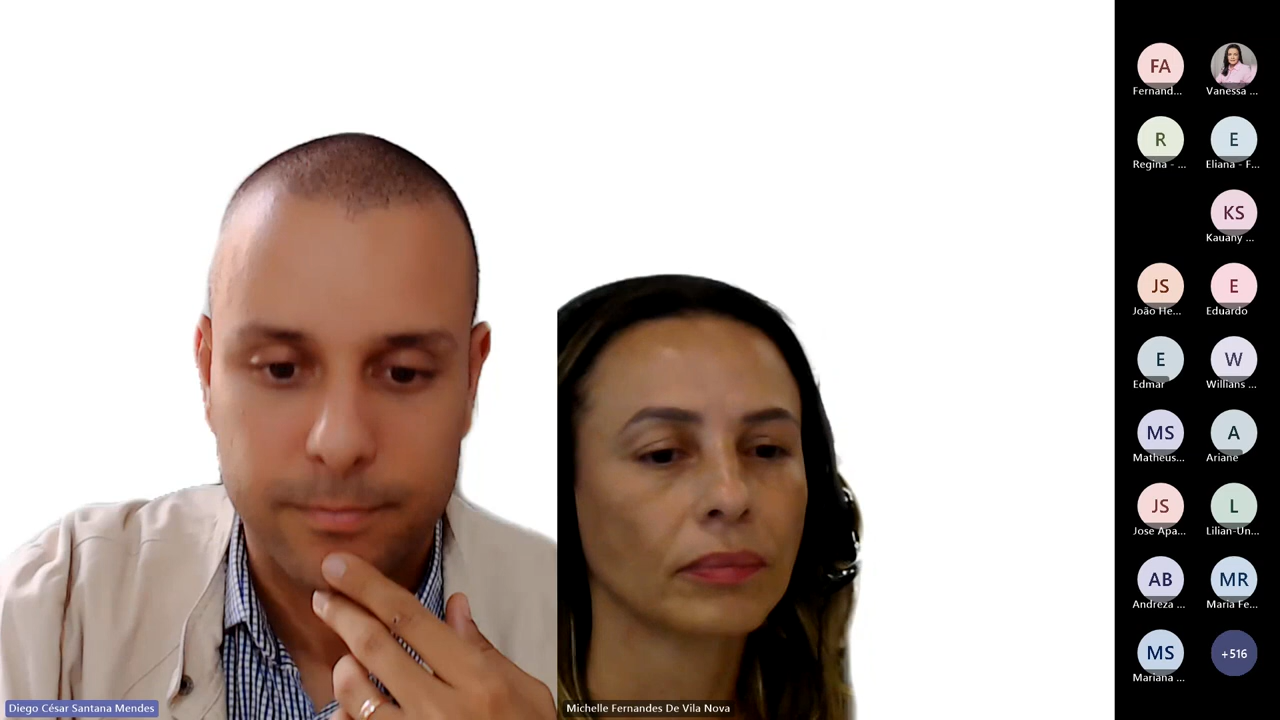 FA
Fernand...
Vanessa ...
R
Regina - ...
E
Eliana - F...
KS
Kauany ...
JS
João He...
E
Eduardo
E
Edmar
W
Willians ...
MS
Matheus...
A
Ariane
JS
Jose Apa...
L
Lilian-Un...
AB
Andreza ...
MR
Maria Fe...
MS
Mariana ...
+516
Diego César Santana Mendes
Michelle Fernandes De Vila Nova